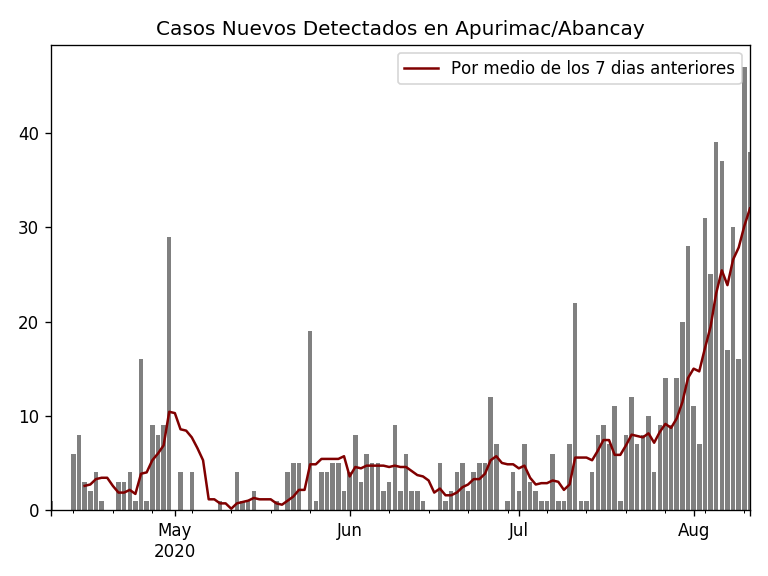 Casos Nuevos Detectados en Apurimac/Abancay
Por medio de los 7 dias anteriores
40
30
20
10
0
May Jun Jul Aug
2020